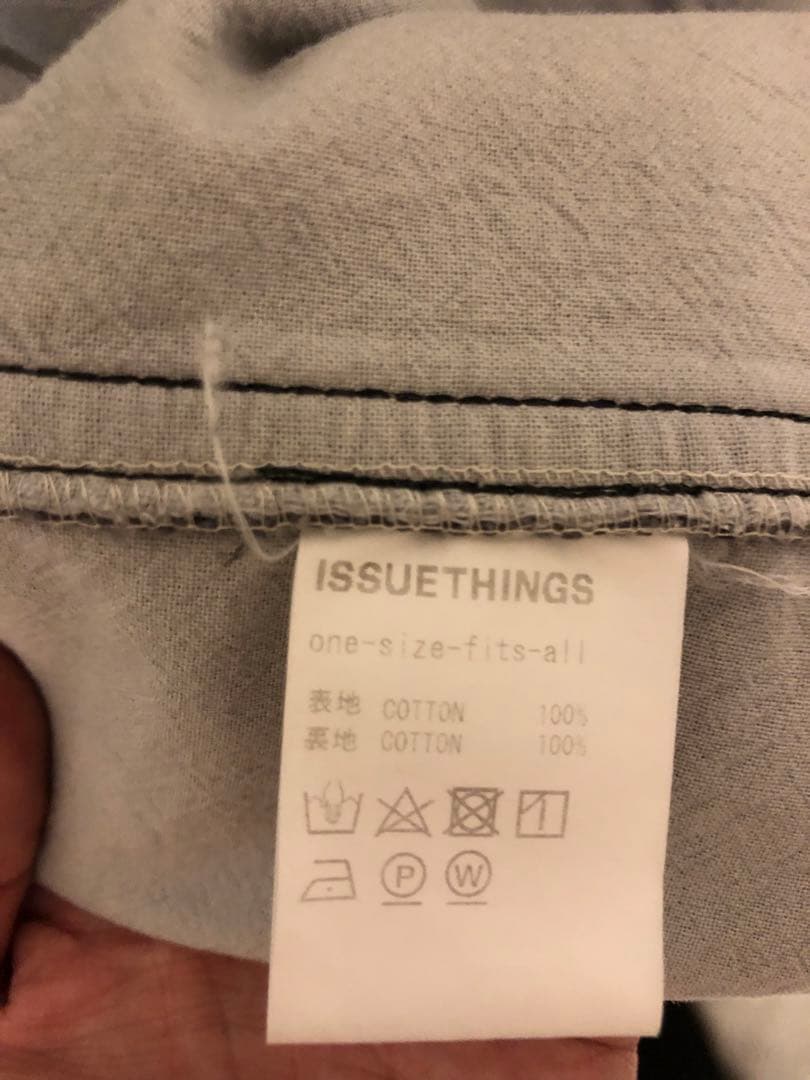 ISSUETHINGS
one-size-fits-all
表地 COTTON 100%
裏地 COTTON 100%
P W